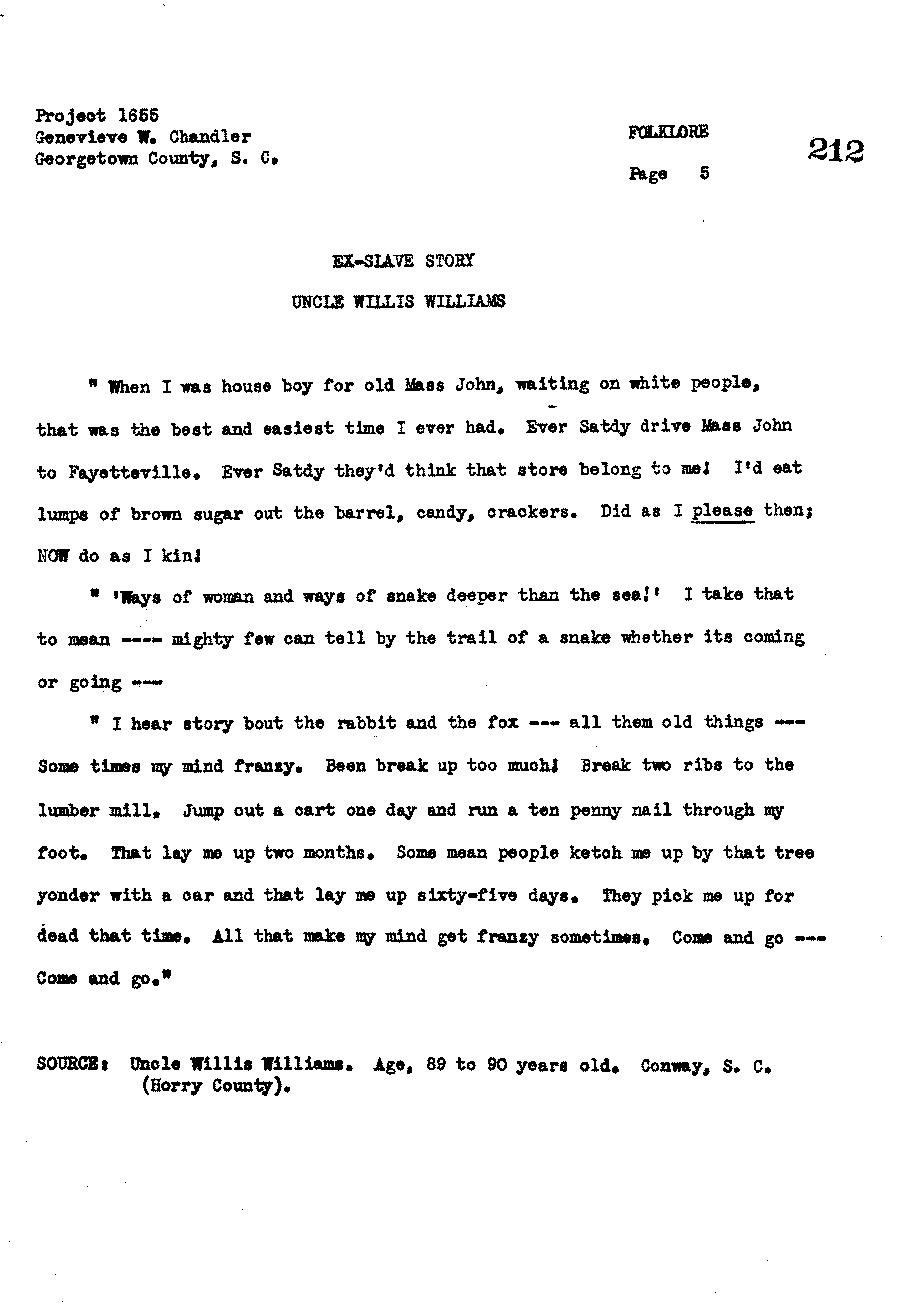 Project 1655
Genevieve W. Chandler
Georgetown County, S. C.
FOLKLORE
Page 5
212
EX-SLAVE STORY
UNCLE WILLIS WILLIAMS
" When I was house boy for old Mass John, waiting on white people,
that was the best and easiest time I ever had. Ever Satdy drive Mass John
to Fayetteville. Ever Satdy they'd think that store belong to me! I'd eat
lumps of brown sugar out the barrel, candy, crackers. Did as I please then;
NOW do as I kin!
" 'Ways of woman and ways of snake deeper than the sea!' I take that
to mean ---- mighty few can tell by the trail of a snake whether its coming
or going ---
" I hear story bout the rabbit and the fox --- all them old things ---
Some times my mind franzy. Been break up too much! Break two ribs to the
lumber mill. Jump out a cart one day and run a ten penny nail through my
foot. That lay me up two months. Some mean people ketch me up by that tree
yonder with a car and that lay me up sixty-five days. They pick me up for
dead that time. All that make my mind get franzy sometimes. Come and go ---
Come and go."
SOURCE: Uncle Willis Williams. Age, 89 to 90 years old. Conway, S. C.
(Horry County).